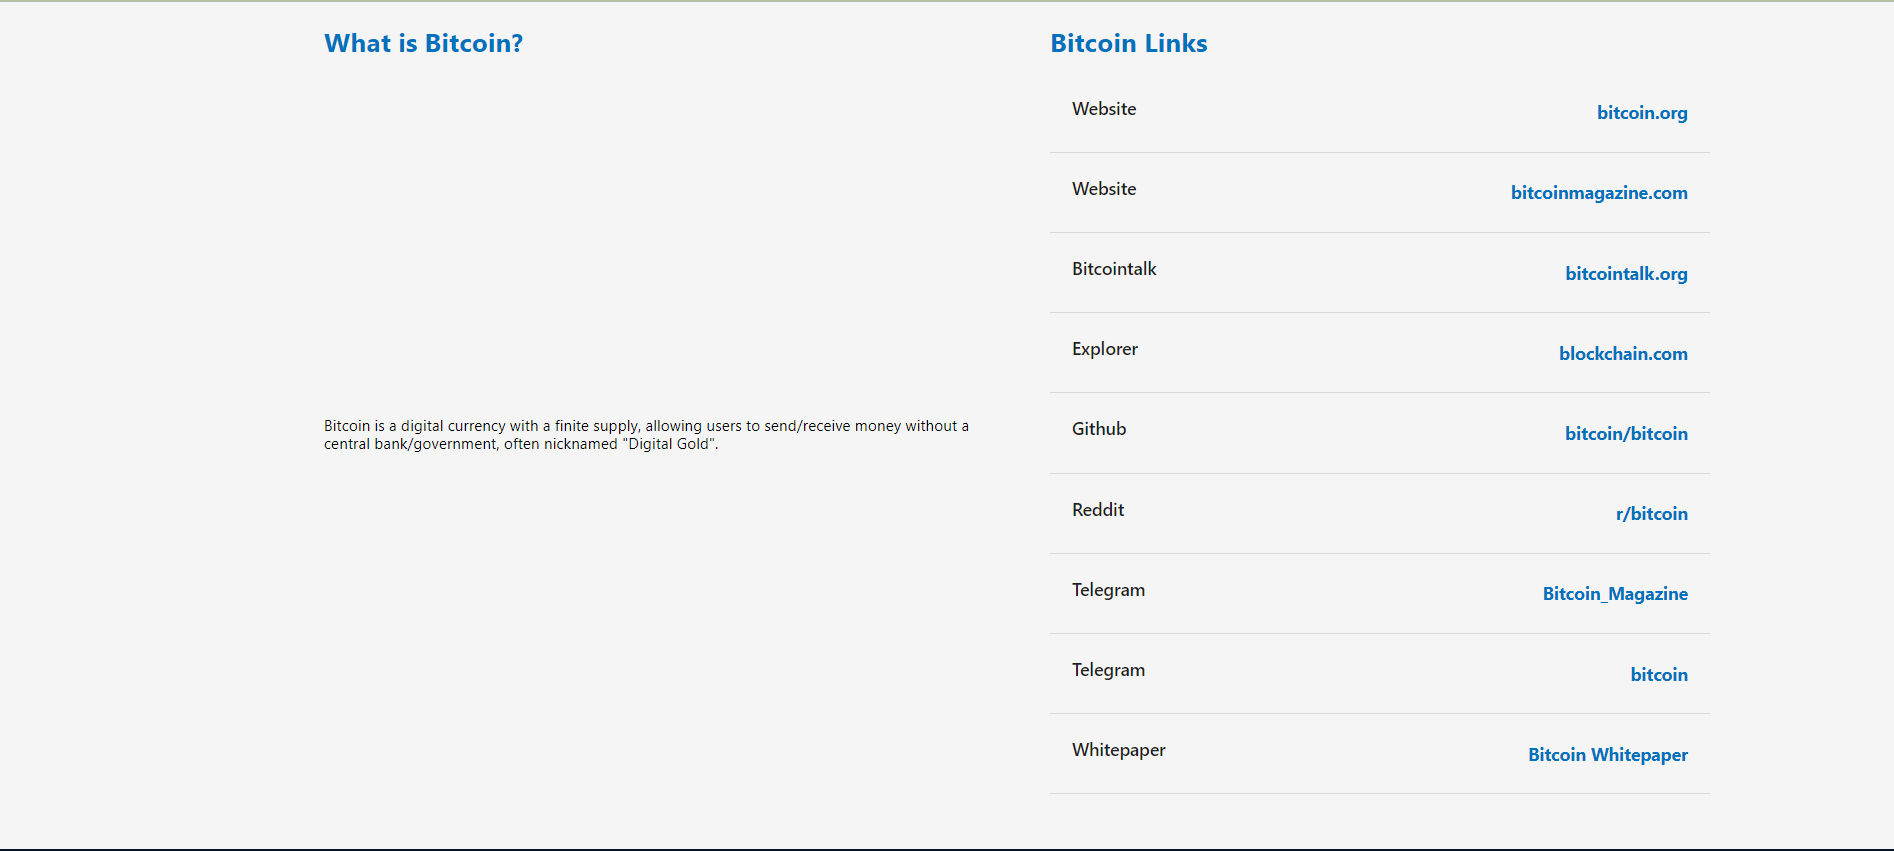 What is Bitcoin?
Bitcoin is a digital currency with a finite supply, allowing users to send/receive money without a
central bank/government, often nicknamed "Digital Gold".
Bitcoin Links
Website bitcoin.org
Website bitcoinmagazine.com
Bitcointalk bitcointalk.org
Explorer blockchain.com
Github bitcoin/bitcoin
Reddit r/bitcoin
Telegram Bitcoin_Magazine
Telegram bitcoin
Whitepaper Bitcoin Whitepaper